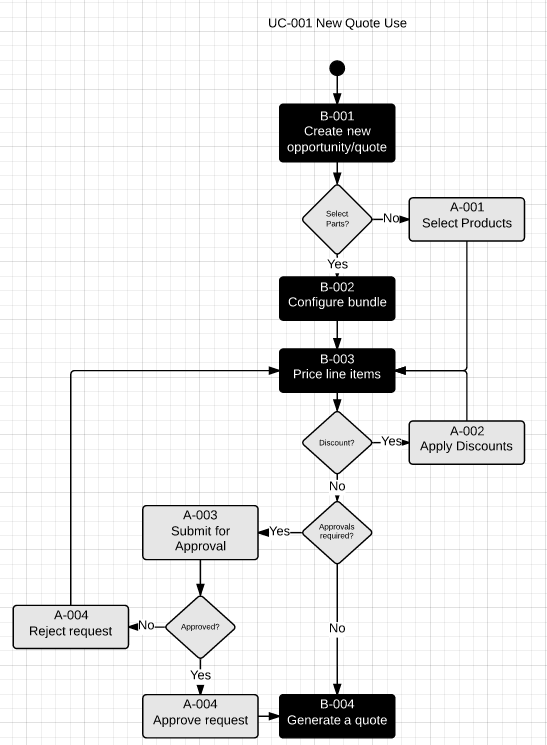 UC-001 New Quote Use
B-001
Create new
opportunity/quote
Select
Parts?
No
A-001
Select Products
Yes
B-002
Configure bundle
B-003
Price line items
Discount?
Yes
A-002
Apply Discounts
No
A-003
Submit for
Approval
Yes
Approvals
required?
A-004
Reject request
No
Approved?
No
Yes
A-004
Approve request
B-004
Generate a quote